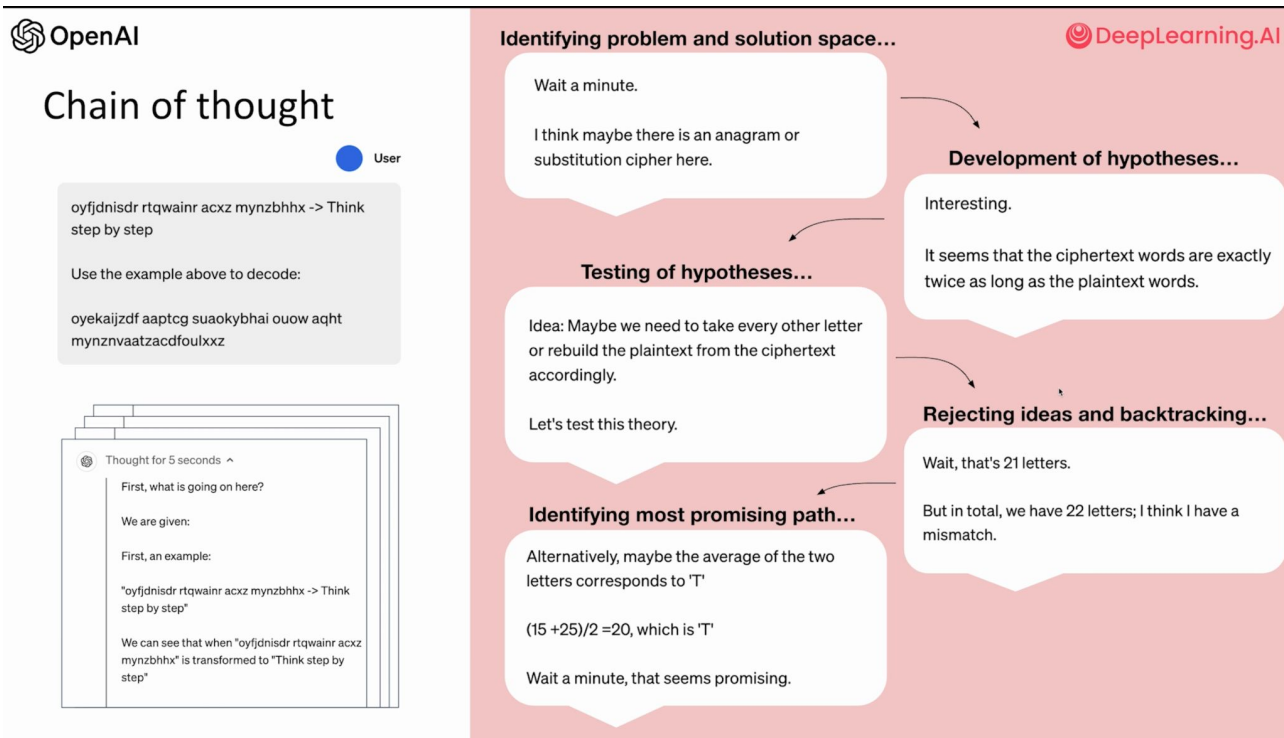 OpenAI
Chain of thought
User
oyfjdnisdr rtqwainr acxz mynzbhhx -> Think
step by step
Use the example above to decode:
oyekaijzdf aaptcg suaokybhai ouow aqht
mynznvaatzacdfoulxxz
Thought for 5 seconds
First, what is going on here?
We are given:
First, an example:
"oyfjdnisdr rtqwainr acxz mynzbhhx -> Think
step by step"
We can see that when "oyfjdnisdr rtqwainr acxz
mynzbhhx" is transformed to "Think step by
step"
DeepLearning.AI
Identifying problem and solution space...
Wait a minute.
I think maybe there is an anagram or
substitution cipher here.
Development of hypotheses...
Interesting.
It seems that the ciphertext words are exactly
twice as long as the plaintext words.
Testing of hypotheses...
Idea: Maybe we need to take every other letter
or rebuild the plaintext from the ciphertext
accordingly.
Let's test this theory.
Rejecting ideas and backtracking...
Wait, that's 21 letters.
But in total, we have 22 letters; I think I have a
mismatch.
Identifying most promising path...
Alternatively, maybe the average of the two
letters corresponds to 'T'
(15 +25)/2 =20, which is 'T'
Wait a minute, that seems promising.